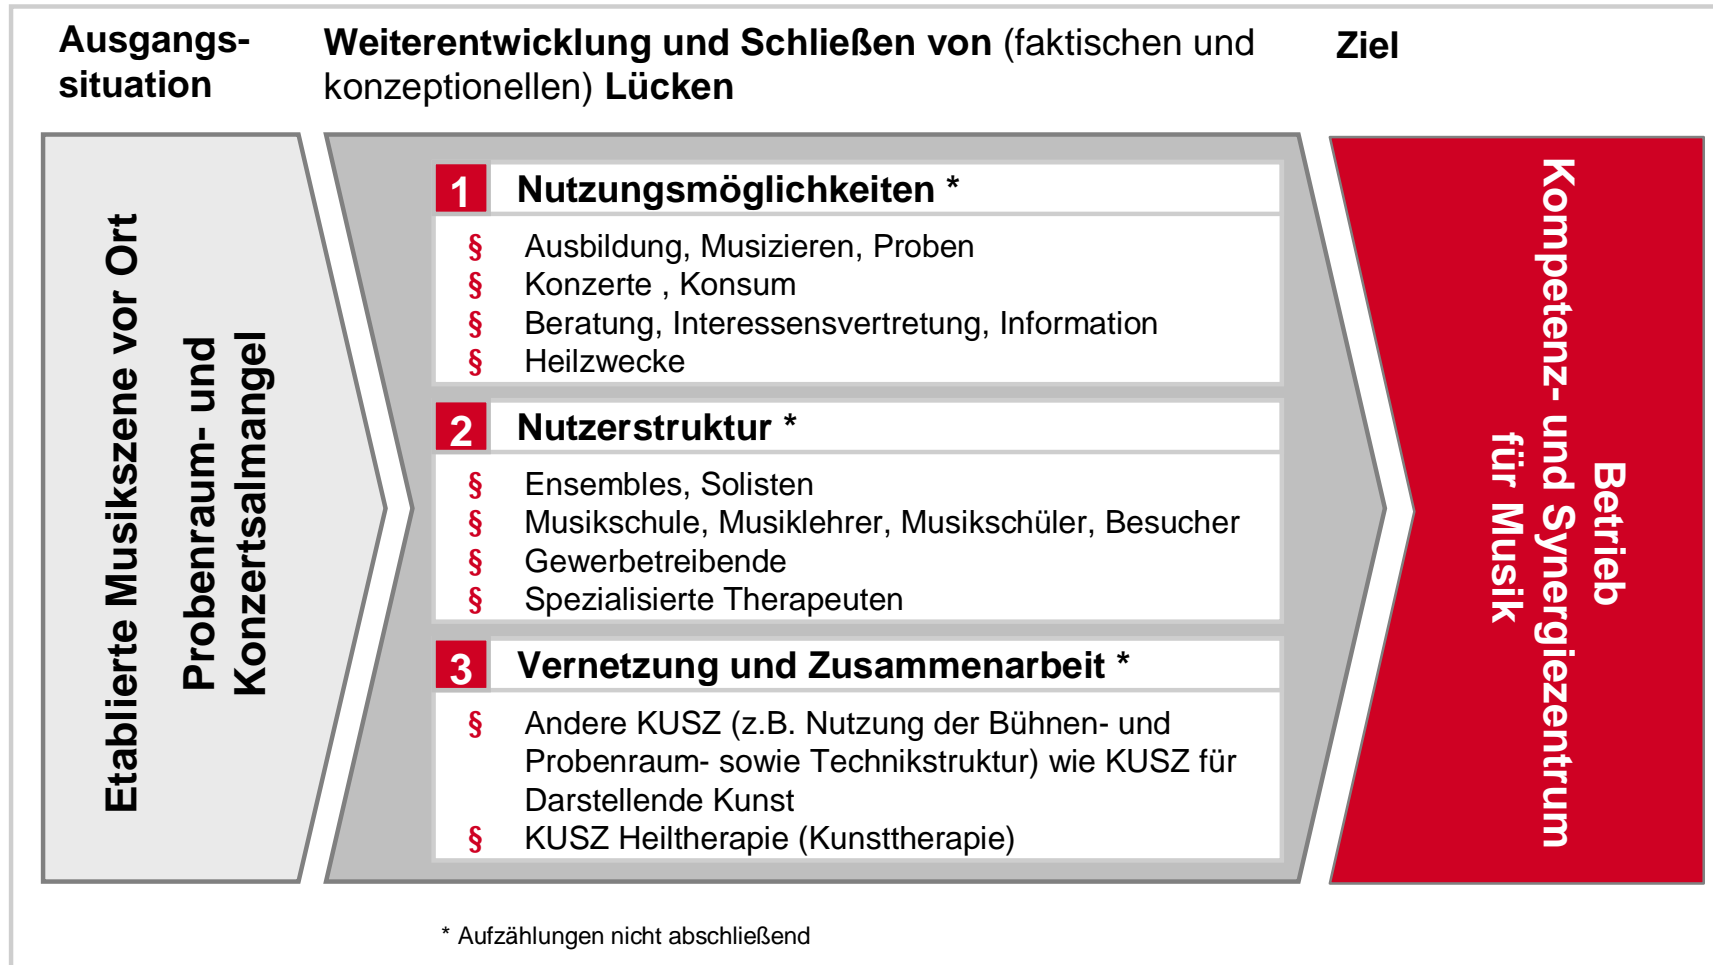 Ausgangs-
situation
Weiterentwicklung und Schließen von (faktischen und
konzeptionellen) Lücken
Ziel
Etablierte Musikszene vor Ort
Probenraum- und
Konzertsalmangel
1 Nutzungsmöglichkeiten *
§ Ausbildung, Musizieren, Proben
§ Konzerte , Konsum
§ Beratung, Interessensvertretung, Information
§ Heilzwecke
2 Nutzerstruktur *
§ Ensembles, Solisten
§ Musikschule, Musiklehrer, Musikschüler, Besucher
§ Gewerbetreibende
§ Spezialisierte Therapeuten
3 Vernetzung und Zusammenarbeit *
§ Andere KUSZ (z.B. Nutzung der Bühnen- und
Probenraum- sowie Technikstruktur) wie KUSZ für
Darstellende Kunst
§ KUSZ Heiltherapie (Kunsttherapie)
Betrieb
Kompetenz- und Synergiezentrum
für Musik
* Aufzählungen nicht abschließend